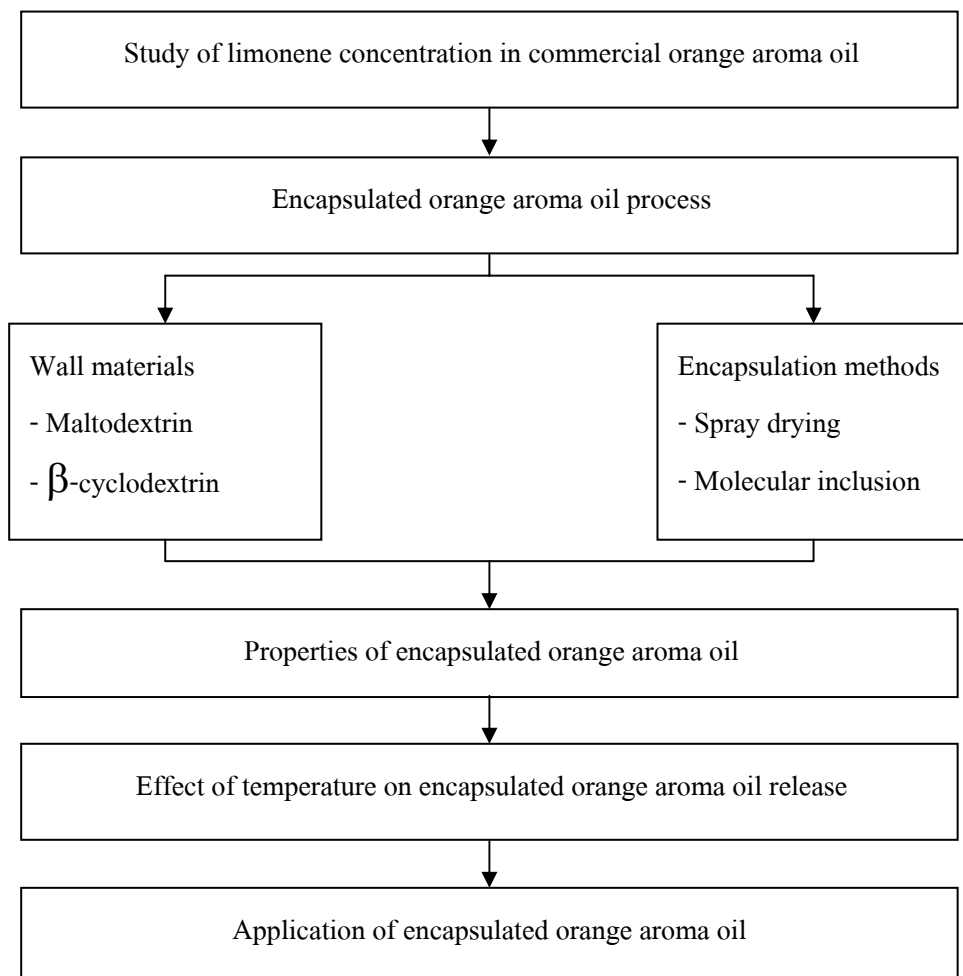 Study of limonene concentration in commercial orange aroma oil
Encapsulated orange aroma oil process
Wall materials
- Maltodextrin
- β-cyclodextrin
Encapsulation methods
- Spray drying
- Molecular inclusion
Properties of encapsulated orange aroma oil
Effect of temperature on encapsulated orange aroma oil release
Application of encapsulated orange aroma oil